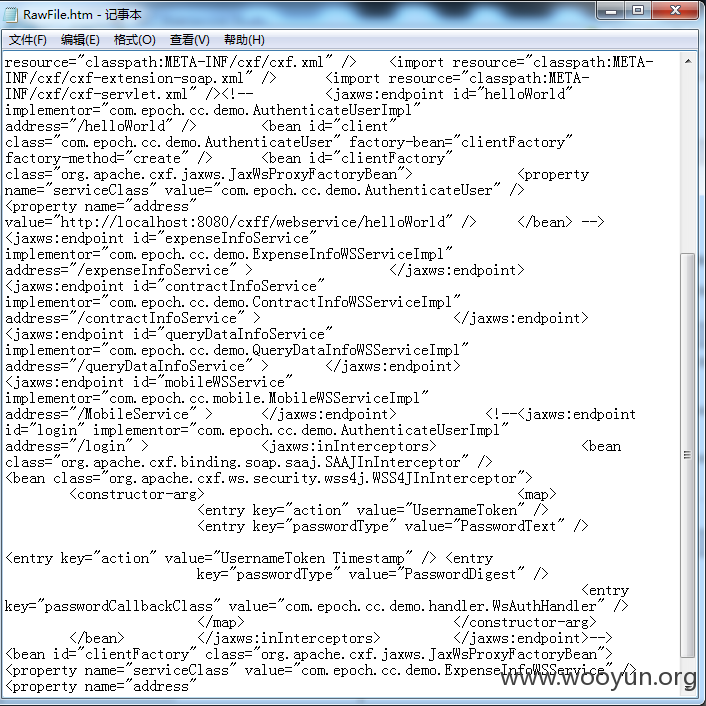 RawFile.htm - 记事本
文件(F) 编辑(E) 格式(O) 查看(V) 帮助(H)
resource="classpath:META-INF/cxf/cxf.xml" /> <import resource="classpath:META-
INF/cxf/cxf-extension-soap.xml" /> <import resource="classpath:META-
INF/cxf/cxf-servlet.xml" /><!-- <jaxws:endpoint id="helloWorld"
implementor="com.epoch.cc.demo.AuthenticateUserImpl"
address="/helloWorld" /> <bean id="client"
class="com.epoch.cc.demo.AuthenticateUser" factory-bean="clientFactory"
factory-method="create" /> <bean id="clientFactory"
class="org.apache.cxf.jaxws.JaxWsProxyFactoryBean"> <property
name="serviceClass" value="com.epoch.cc.demo.AuthenticateUser" />
<property name="address"
value="http://localhost:8080/cxff/webservice/helloWorld" /> </bean> -->
<jaxws:endpoint id="expenseInfoService"
implementor="com.epoch.cc.demo.ExpenseInfoWSServiceImpl"
address="/expenseInfoService" > </jaxws:endpoint>
<jaxws:endpoint id="contractInfoService"
implementor="com.epoch.cc.demo.ContractInfoWSServiceImpl"
address="/contractInfoService" > </jaxws:endpoint>
<jaxws:endpoint id="queryDataInfoService"
implementor="com.epoch.cc.demo.QueryDataInfoWSServiceImpl"
address="/queryDataInfoService" > </jaxws:endpoint>
<jaxws:endpoint id="mobileWSService"
implementor="com.epoch.cc.mobile.MobileWSServiceImpl"
address="/MobileService" > </jaxws:endpoint> <!--<jaxws:endpoint
id="login" implementor="com.epoch.cc.demo.AuthenticateUserImpl"
address="/login" > <jaxws:inInterceptors> <bean
class="org.apache.cxf.binding.soap.saaj.SAAJInInterceptor" />
<bean class="org.apache.cxf.ws.security.wss4j.WSS4JInInterceptor">
<constructor-arg> <map>
<entry key="action" value="UsernameToken" />
<entry key="passwordType" value="PasswordText" />
<entry key="action" value="UsernameToken Timestamp" /> <entry
key="passwordType" value="PasswordDigest" />
<entry
key="passwordCallbackClass" value="com.epoch.cc.demo.handler.WsAuthHandler" />
</map> </constructor-arg>
</bean> </jaxws:inInterceptors> </jaxws:endpoint>-->
<bean id="clientFactory" class="org.apache.cxf.jaxws.JaxWsProxyFactoryBean">
<property name="serviceClass" value="com.epoch.cc.demo.ExpenseInfoWSService" />
<property name="address"
www.wooyun.org